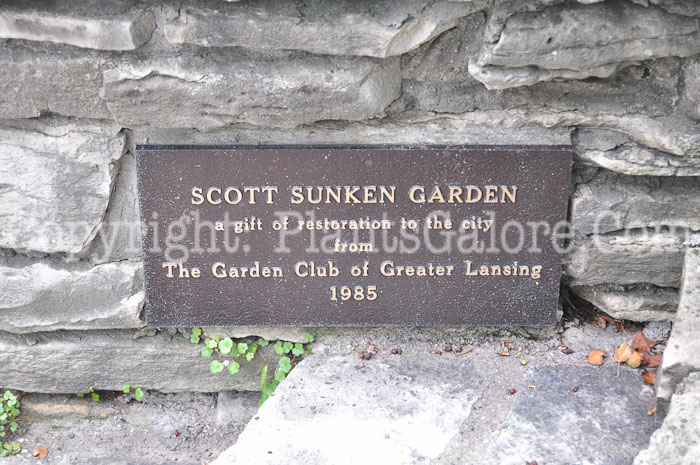 SCOTT SUNKEN GARDEN
a gift of restoration to the city
from
The Garden Club of Greater Lansing
1985
Copyright: PlantsGalore.Com